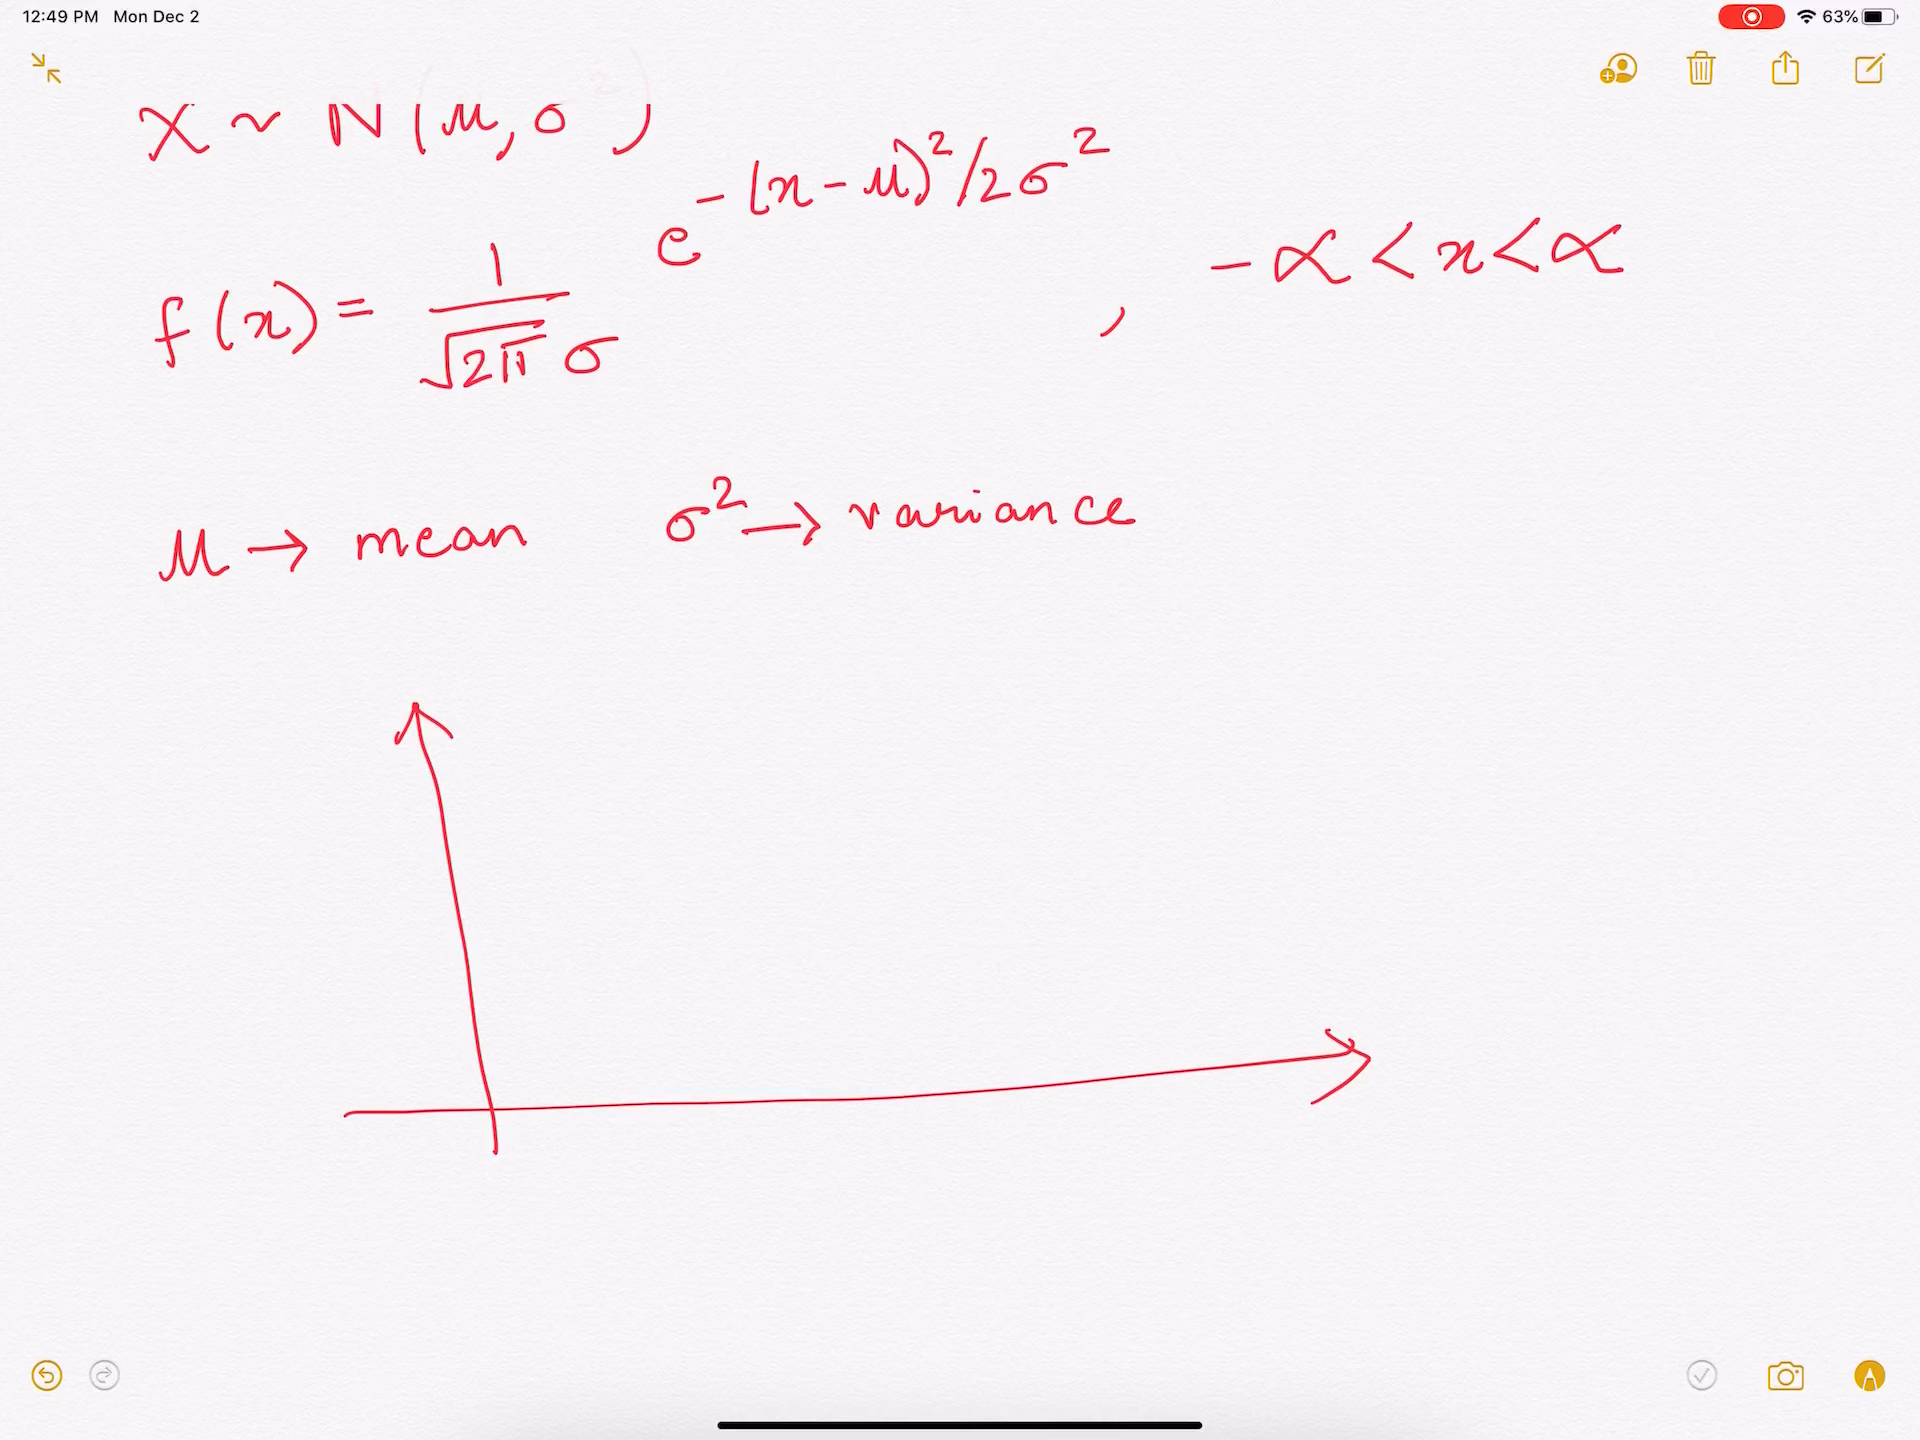 12:49 PM Mon Dec 2 63%
X ~ N(μ, σ²)
f(x) = 1/√2π σ e^-(x-μ)²/2σ² , -∝ < x < ∝
μ → mean σ² → variance